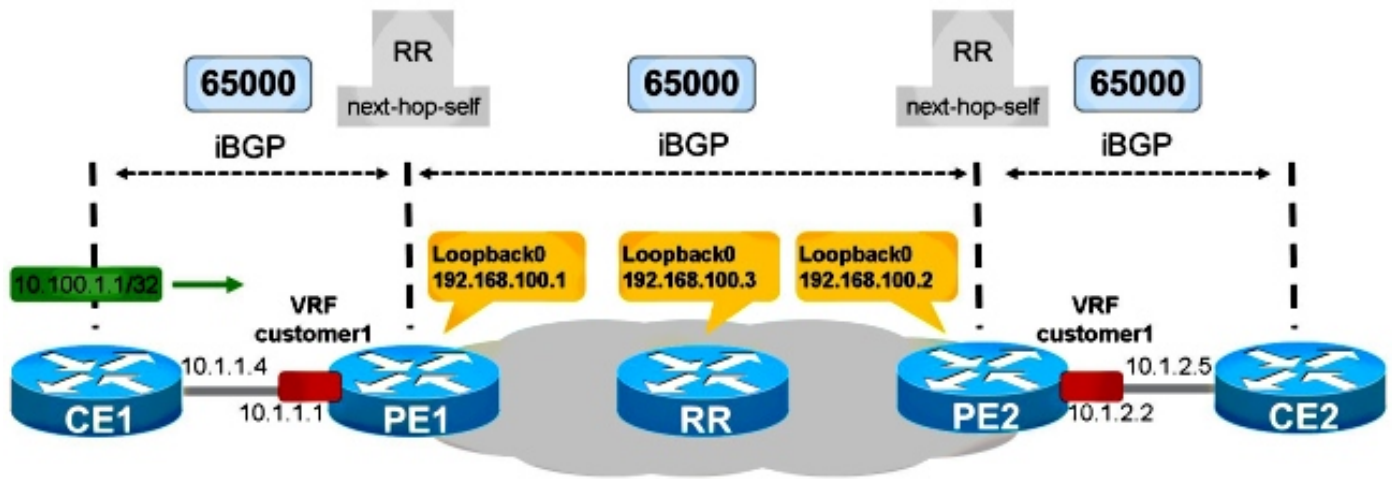 RR
RR
65000
65000
65000
next-hop-self
next-hop-self
iBGP
iBGP
iBGP
Loopback0
192.168.100.1
Loopback0
192.168.100.3
Loopback0
192.168.100.2
10.100.1.1/32
VRF
customer1
VRF
customer1
10.1.1.4
10.1.2.5
10.1.1.1
10.1.2.2
CE1
PE1
RR
PE2
CE2